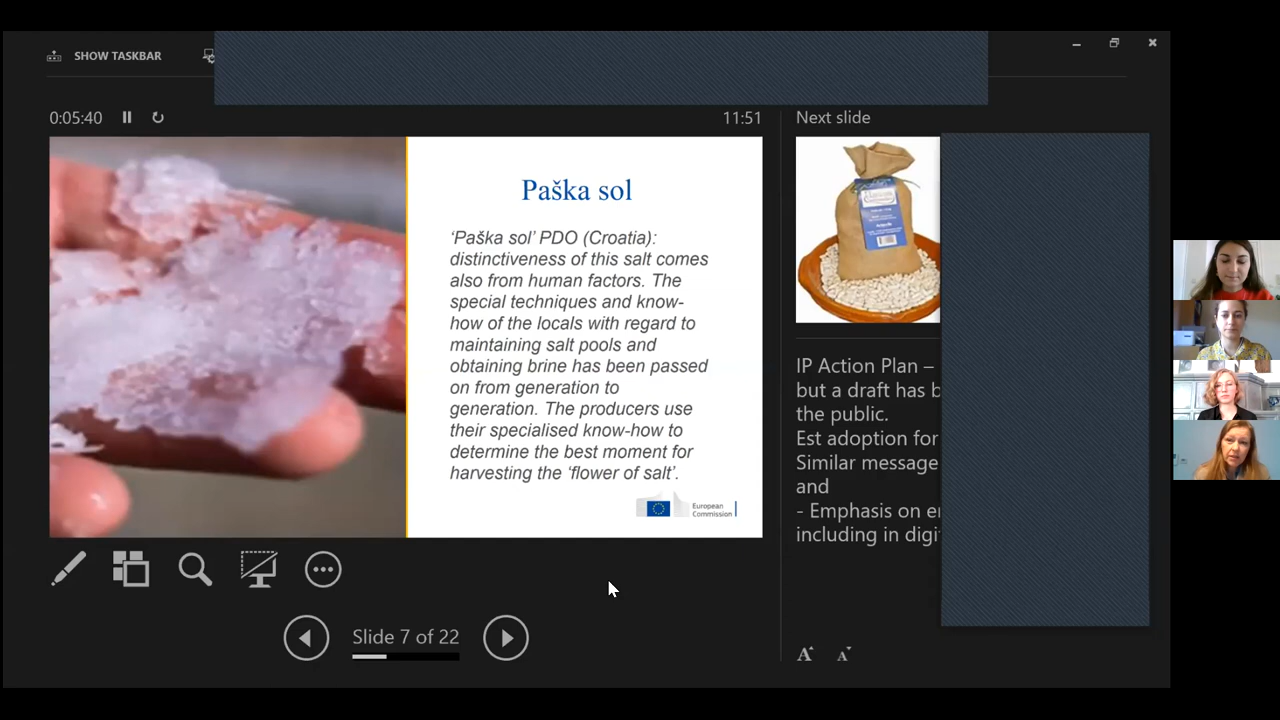 SHOW TASKBAR
0:05:40
11:51
Next slide
Paška sol
‘Paška sol’ PDO (Croatia):
distinctiveness of this salt comes
also from human factors. The
special techniques and know-
how of the locals with regard to
maintaining salt pools and
obtaining brine has been passed
on from generation to
generation. The producers use
their specialised know-how to
determine the best moment for
harvesting the ‘flower of salt’.
European
Commission
IP Action Plan –
but a draft has
the public.
Est adoption for
Similar message
and
- Emphasis on
including in
Slide 7 of 22
A A